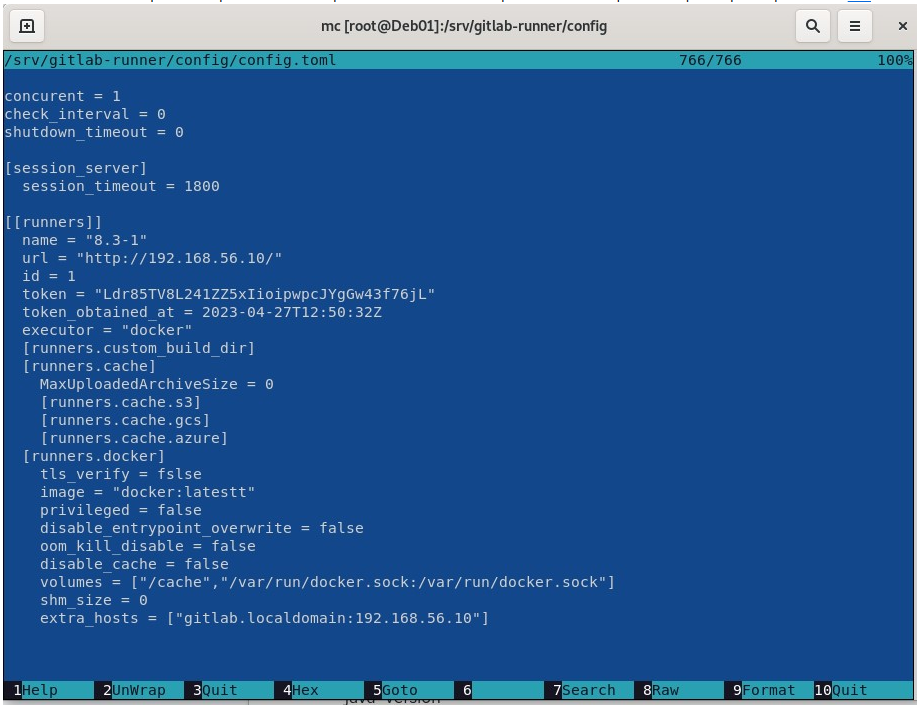 mc [root@Deb01]:/srv/gitlab-runner/config
/srv/gitlab-runner/config/config.toml 766/766 100%
concurent = 1
check_interval = 0
shutdown_timeout = 0
[session_server]
session_timeout = 1800
[[runners]]
name = "8.3-1"
url = "http://192.168.56.10/"
id = 1
token = "Ldr85TV8L241ZZ5xIioipwpcJYgGw43f76jL"
token_obtained_at = 2023-04-27T12:50:32Z
executor = "docker"
[runners.custom_build_dir]
[runners.cache]
MaxUploadedArchiveSize = 0
[runners.cache.s3]
[runners.cache.gcs]
[runners.cache.azure]
[runners.docker]
tls_verify = fslse
image = "docker:latestt"
privileged = false
disable_entrypoint_overwrite = false
oom_kill_disable = false
disable_cache = false
volumes = ["/cache","/var/run/docker.sock:/var/run/docker.sock"]
shm_size = 0
extra_hosts = ["gitlab.localdomain:192.168.56.10"]
1Help 2UnWrap 3Quit 4Hex 5Goto 6 7Search 8Raw 9Format 10Quit